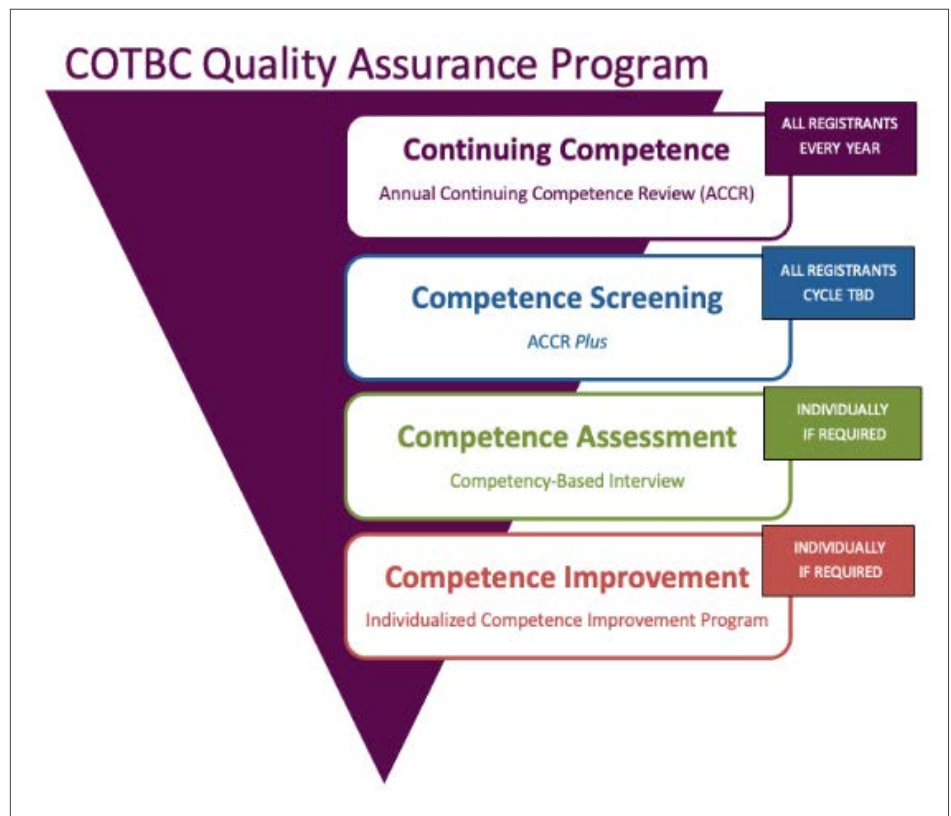 COTBC Quality Assurance Program
ALL REGISTRANTS
EVERY YEAR
Continuing Competence
Annual Continuing Competence Review (ACCR)
ALL REGISTRANTS
CYCLE TBD
Competence Screening
ACCR Plus
INDIVIDUALLY
IF REQUIRED
Competence Assessment
Competency-Based Interview
INDIVIDUALLY
IF REQUIRED
Competence Improvement
Individualized Competence Improvement Program